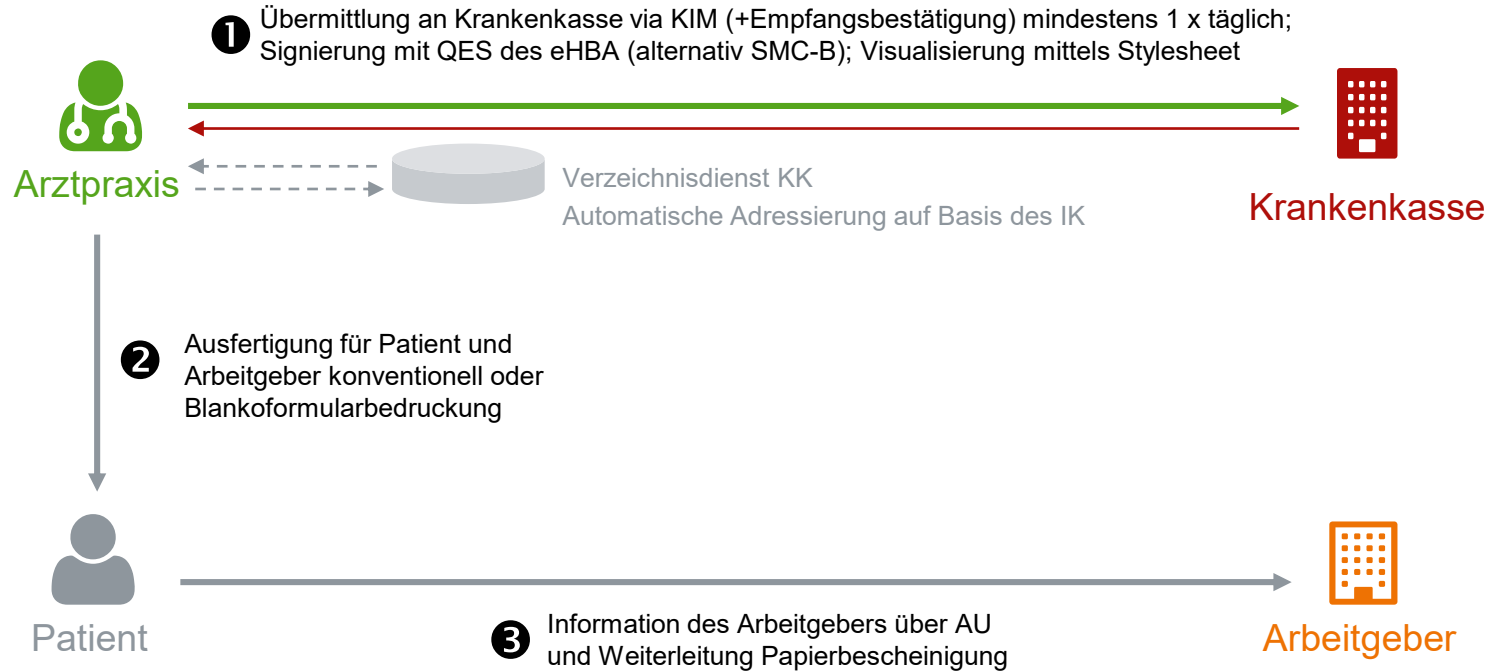 ❶ Übermittlung an Krankenkasse via KIM (+Empfangsbestätigung) mindestens 1 x täglich;
Signierung mit QES des eHBA (alternativ SMC-B); Visualisierung mittels Stylesheet
Arztpraxis
Verzeichnisdienst KK
Automatische Adressierung auf Basis des IK
Krankenkasse
❷ Ausfertigung für Patient und
Arbeitgeber konventionell oder
Blankoformularbedruckung
Patient
❸ Information des Arbeitgebers über AU
und Weiterleitung Papierbescheinigung
Arbeitgeber